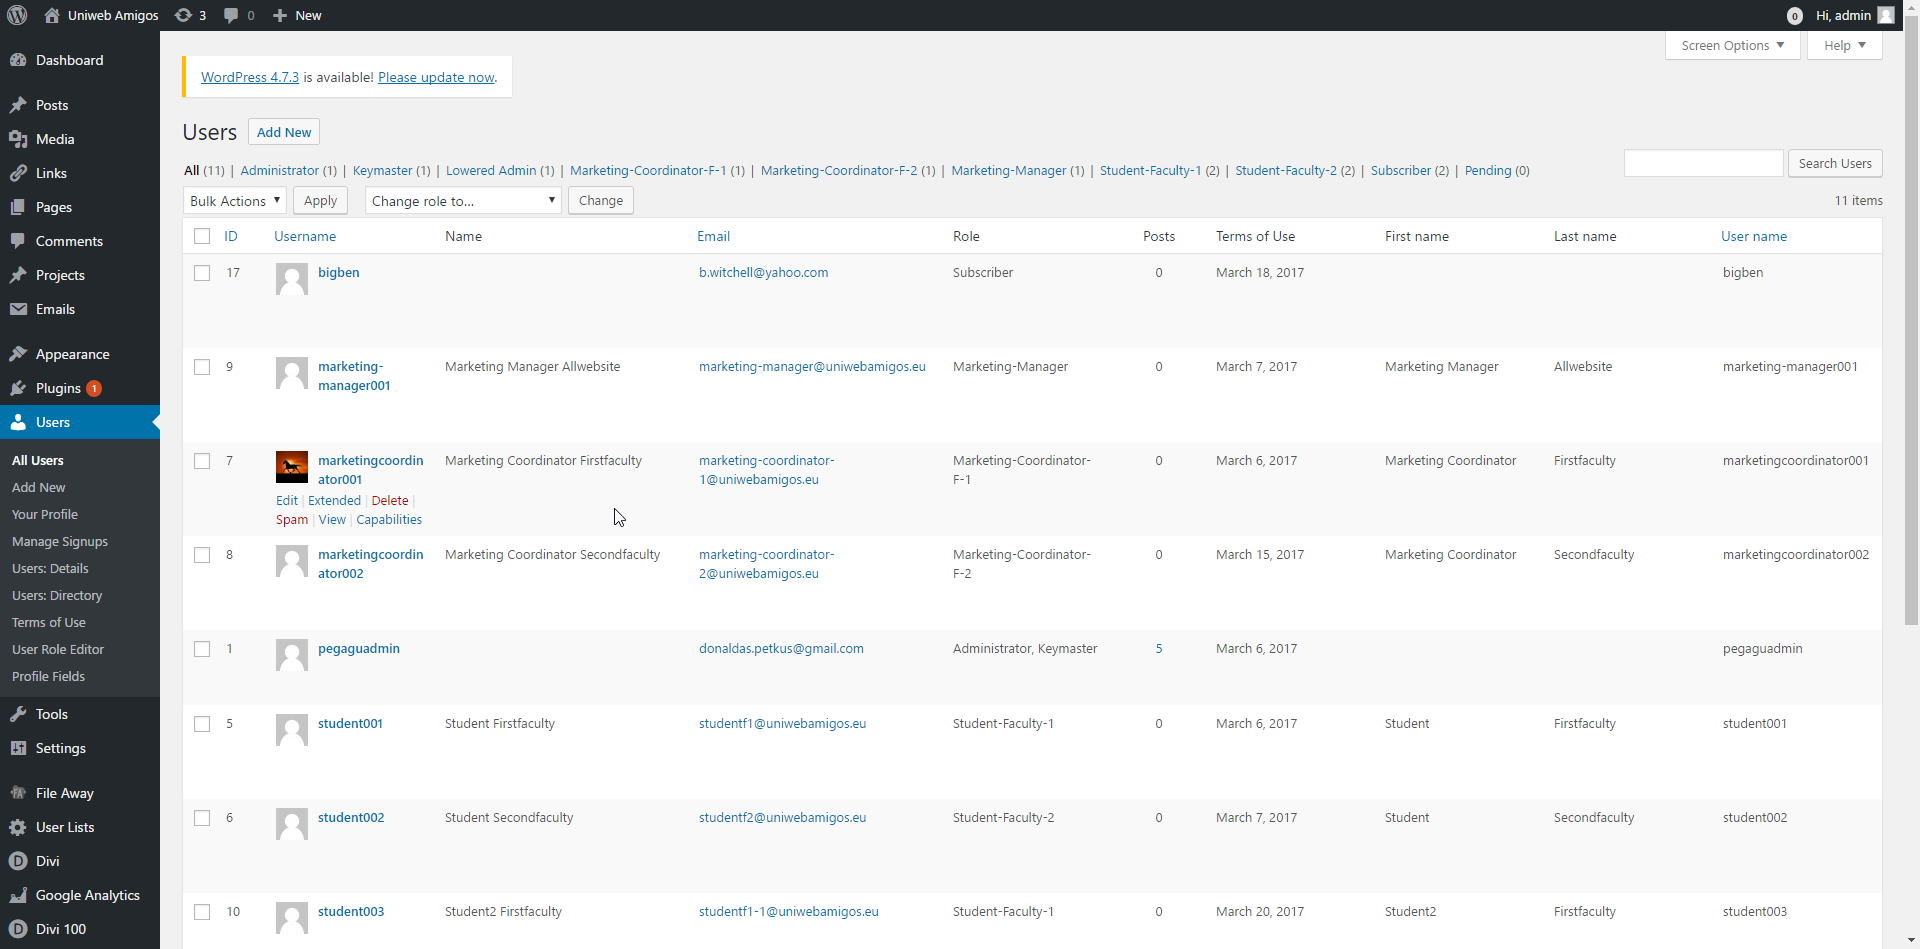 Uniweb Amigos 3 0 New 0 Hi, admin
Screen Options Help
Dashboard
Posts
Media
Links
Pages
Comments
Projects
Emails
Appearance
Plugins 1
Users
All Users
Add New
Your Profile
Manage Signups
Users: Details
Users: Directory
Terms of Use
User Role Editor
Profile Fields
Tools
Settings
File Away
User Lists
Divi
Google Analytics
Divi 100
WordPress 4.7.3 is available! Please update now.
Users Add New
All (11) | Administrator (1) | Keymaster (1) | Lowered Admin (1) | Marketing-Coordinator-F-1 (1) | Marketing-Coordinator-F-2 (1) | Marketing-Manager (1) | Student-Faculty-1 (2) | Student-Faculty-2 (2) | Subscriber (2) | Pending (0)
Search Users
Bulk Actions Apply Change role to... Change 11 items
ID Username Name Email Role Posts Terms of Use First name Last name User name
17 bigben b.witchell@yahoo.com Subscriber 0 March 18, 2017 bigben
9 marketing- Marketing Manager Allwebsite marketing-manager@uniwebamigos.eu Marketing-Manager 0 March 7, 2017 Marketing Manager Allwebsite marketing-manager001
manager001
7 marketingcoordin Marketing Coordinator Firstfaculty marketing-coordinator- Marketing-Coordinator- 0 March 6, 2017 Marketing Coordinator Firstfaculty marketingcoordinator001
ator001 1@uniwebamigos.eu F-1
Edit | Extended | Delete |
Spam | View | Capabilities
8 marketingcoordin Marketing Coordinator Secondfaculty marketing-coordinator- Marketing-Coordinator- 0 March 15, 2017 Marketing Coordinator Secondfaculty marketingcoordinator002
ator002 2@uniwebamigos.eu F-2
1 pegaguadmin donaldas.petkus@gmail.com Administrator, Keymaster 5 March 6, 2017 pegaguadmin
5 student001 Student Firstfaculty studentf1@uniwebamigos.eu Student-Faculty-1 0 March 6, 2017 Student Firstfaculty student001
6 student002 Student Secondfaculty studentf2@uniwebamigos.eu Student-Faculty-2 0 March 7, 2017 Student Secondfaculty student002
10 student003 Student2 Firstfaculty studentf1-1@uniwebamigos.eu Student-Faculty-1 0 March 20, 2017 Student2 Firstfaculty student003